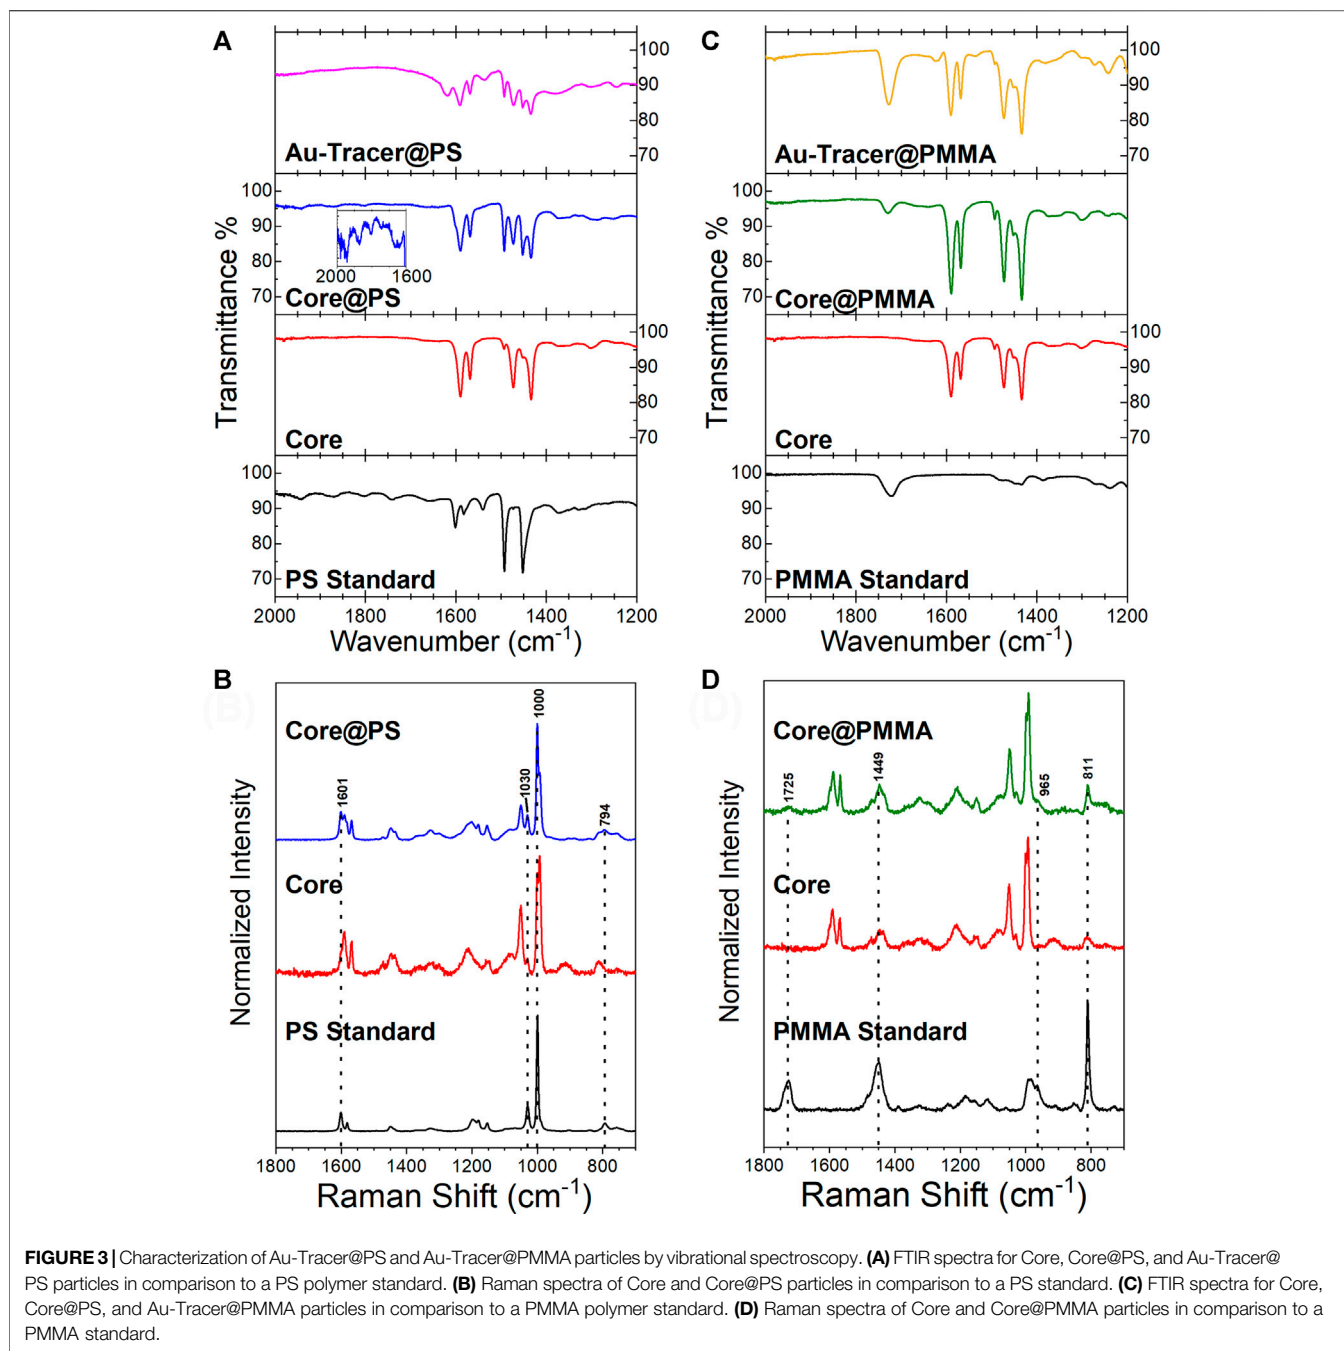 A
100
90
80
70
Au-Tracer@PS
100
90
80
70
2000 1600
Core@PS
100
90
80
70
Core
100
90
80
70
PS Standard
Transmittance %
2000 1800 1600 1400 1200
Wavenumber (cm-1)
C
100
90
80
70
Au-Tracer@PMMA
100
90
80
70
Core@PMMA
100
90
80
70
Core
100
90
80
70
PMMA Standard
Transmittance %
2000 1800 1600 1400 1200
Wavenumber (cm-1)
B
(B)
Core@PS
1601
1030
1000
794
Core
PS Standard
Normalized Intensity
1800 1600 1400 1200 1000 800
Raman Shift (cm-1)
D
(D)
Core@PMMA
1725
1449
965
811
Core
PMMA Standard
Normalized Intensity
1800 1600 1400 1200 1000 800
Raman Shift (cm-1)
FIGURE 3 | Characterization of Au-Tracer@PS and Au-Tracer@PMMA particles by vibrational spectroscopy. (A) FTIR spectra for Core, Core@PS, and Au-Tracer@
PS particles in comparison to a PS polymer standard. (B) Raman spectra of Core and Core@PS particles in comparison to a PS standard. (C) FTIR spectra for Core,
Core@PS, and Au-Tracer@PMMA particles in comparison to a PMMA polymer standard. (D) Raman spectra of Core and Core@PMMA particles in comparison to a
PMMA standard.